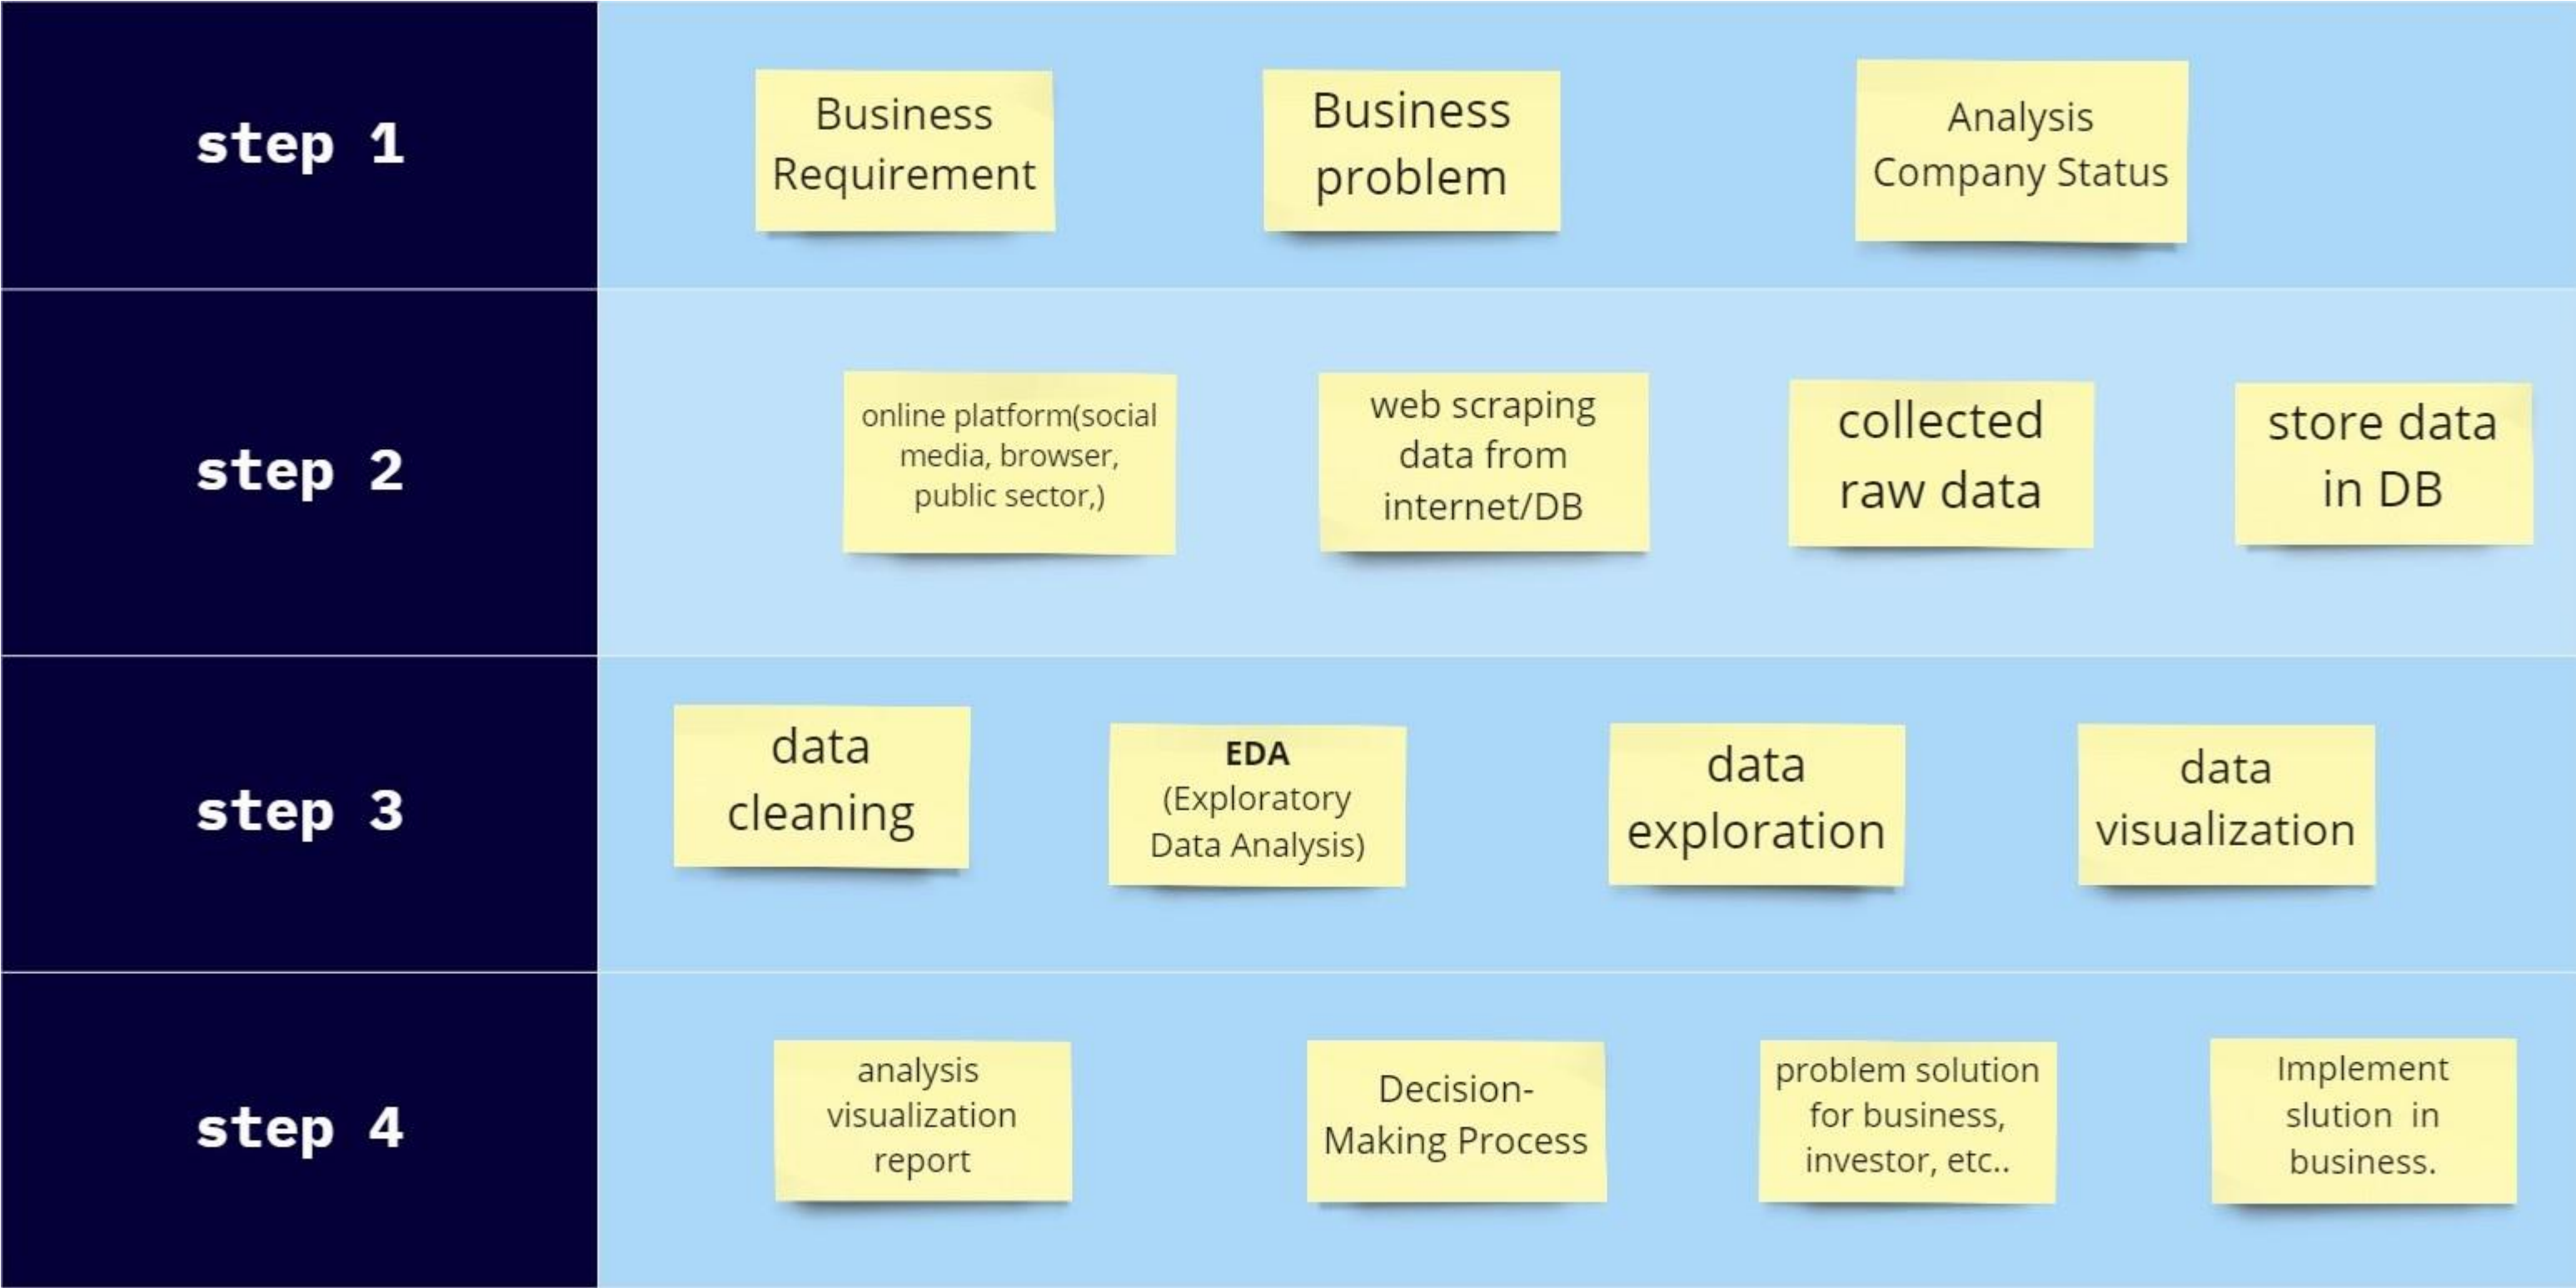 step 1
Business
Requirement
Business
problem
Analysis
Company Status
step 2
online platform(social
media, browser,
public sector,)
web scraping
data from
internet/DB
collected
raw data
store data
in DB
step 3
data
cleaning
EDA
(Exploratory
Data Analysis)
data
exploration
data
visualization
step 4
analysis
visualization
report
Decision-
Making Process
problem solution
for business,
investor, etc..
Implement
slution in
business.